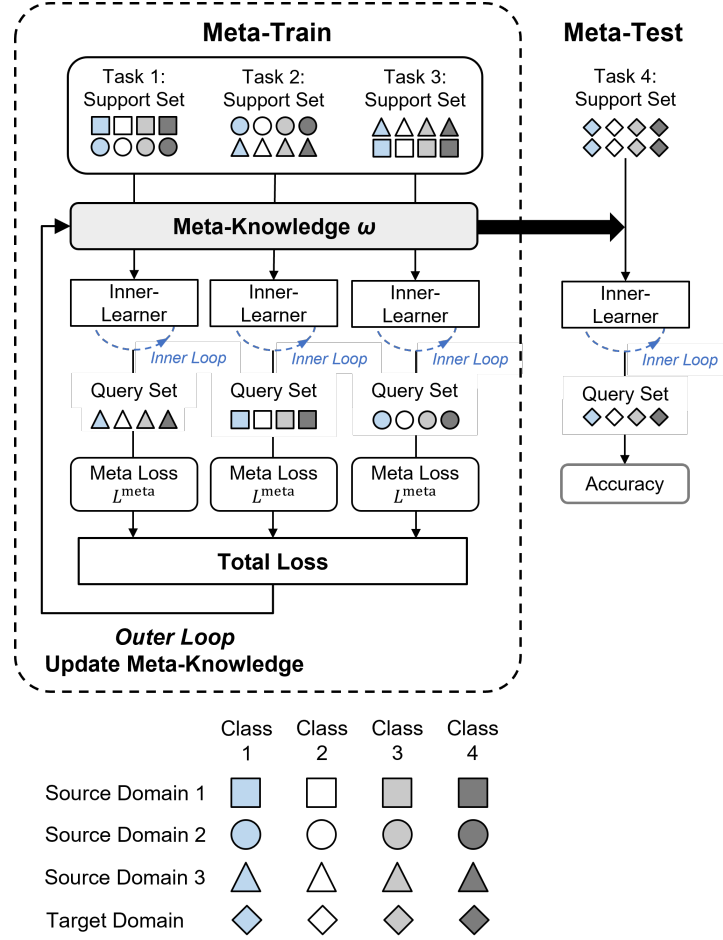 Meta-Train
Meta-Test
Task 1:
Support Set
Task 2:
Support Set
Task 3:
Support Set
Task 4:
Support Set
Meta-Knowledge ω
Inner-
Learner
Inner-
Learner
Inner-
Learner
Inner-
Learner
Inner Loop
Inner Loop
Inner Loop
Inner Loop
Query Set
Query Set
Query Set
Query Set
Meta Loss
L^meta
Meta Loss
L^meta
Meta Loss
L^meta
Accuracy
Total Loss
Outer Loop
Update Meta-Knowledge
Class
1
Class
2
Class
3
Class
4
Source Domain 1
Source Domain 2
Source Domain 3
Target Domain